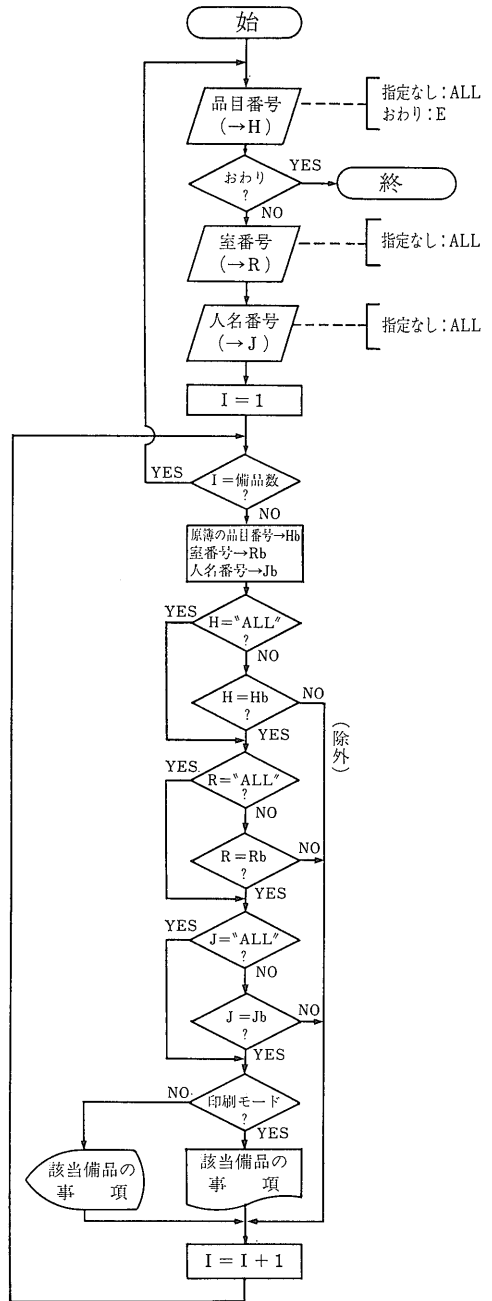 始
品目番号
(→H)
指定なし：ALL
おわり：E
おわり
?
YES
終
NO
室番号
(→R)
指定なし：ALL
人名番号
(→J)
指定なし：ALL
I＝1
YES
I＝備品数
?
NO
原簿の品目番号→Hb
室番号→Rb
人名番号→Jb
YES
H＝〝ALL〞
?
NO
H＝Hb
?
NO
YES
(除外)
YES
R＝〝ALL〞
?
NO
R＝Rb
?
NO
YES
YES
J＝〝ALL〞
?
NO
J＝Jb
?
NO
YES
NO
印刷モード
?
YES
該当備品の
事　項
該当備品の
事　項
I＝I＋1